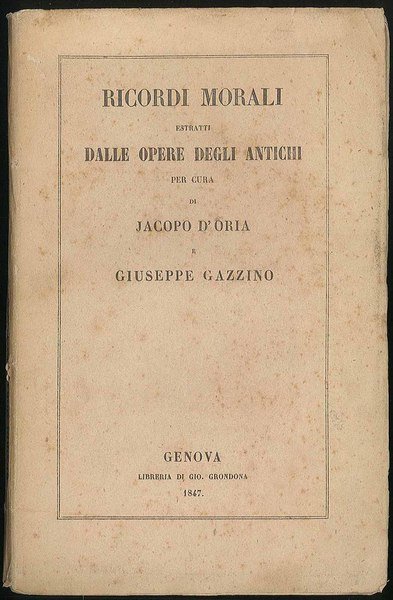 RICORDI MORALI
ESTRATTI
DALLE OPERE DEGLI ANTICHI
PER CURA
DI
JACOPO D'ORIA
E
GIUSEPPE GAZZINO
GENOVA
LIBRERIA DI GIO. GRONDONA
1847.